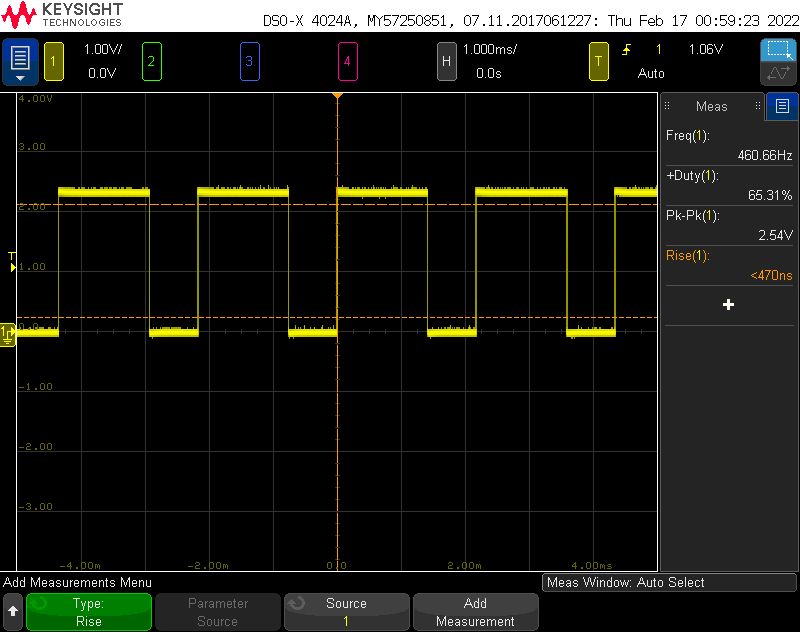 KEYSIGHT
TECHNOLOGIES
DSO-X 4024A, MY57250851, 07.11.2017061227: Thu Feb 17 00:59:23 2022
1 1.00V/ 0.0V 2 3 4 H 1.000ms/ 0.0s T 1 1.06V Auto
4.00V
3.00
2.00
1.00
T
0.0
1
-1.00
-2.00
-3.00
-4.00m -2.00m 0.0 2.00m 4.00ms
Meas
Freq(1):
460.66Hz
+Duty(1):
65.31%
Pk-Pk(1):
2.54V
Rise(1):
<470ns
Add Measurements Menu
Meas Window: Auto Select
Type:
Rise
Parameter
Source
Source
1
Add
Measurement